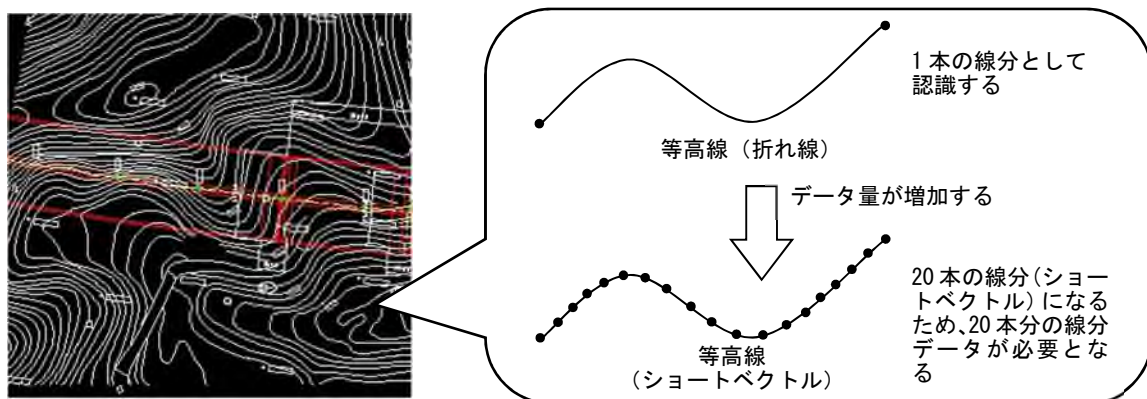 1本の線分として
認識する
等高線（折れ線）
データ量が増加する
20本の線分（ショー
トベクトル）になる
ため、20本分の線分
データが必要とな
る
等高線
（ショートベクトル）